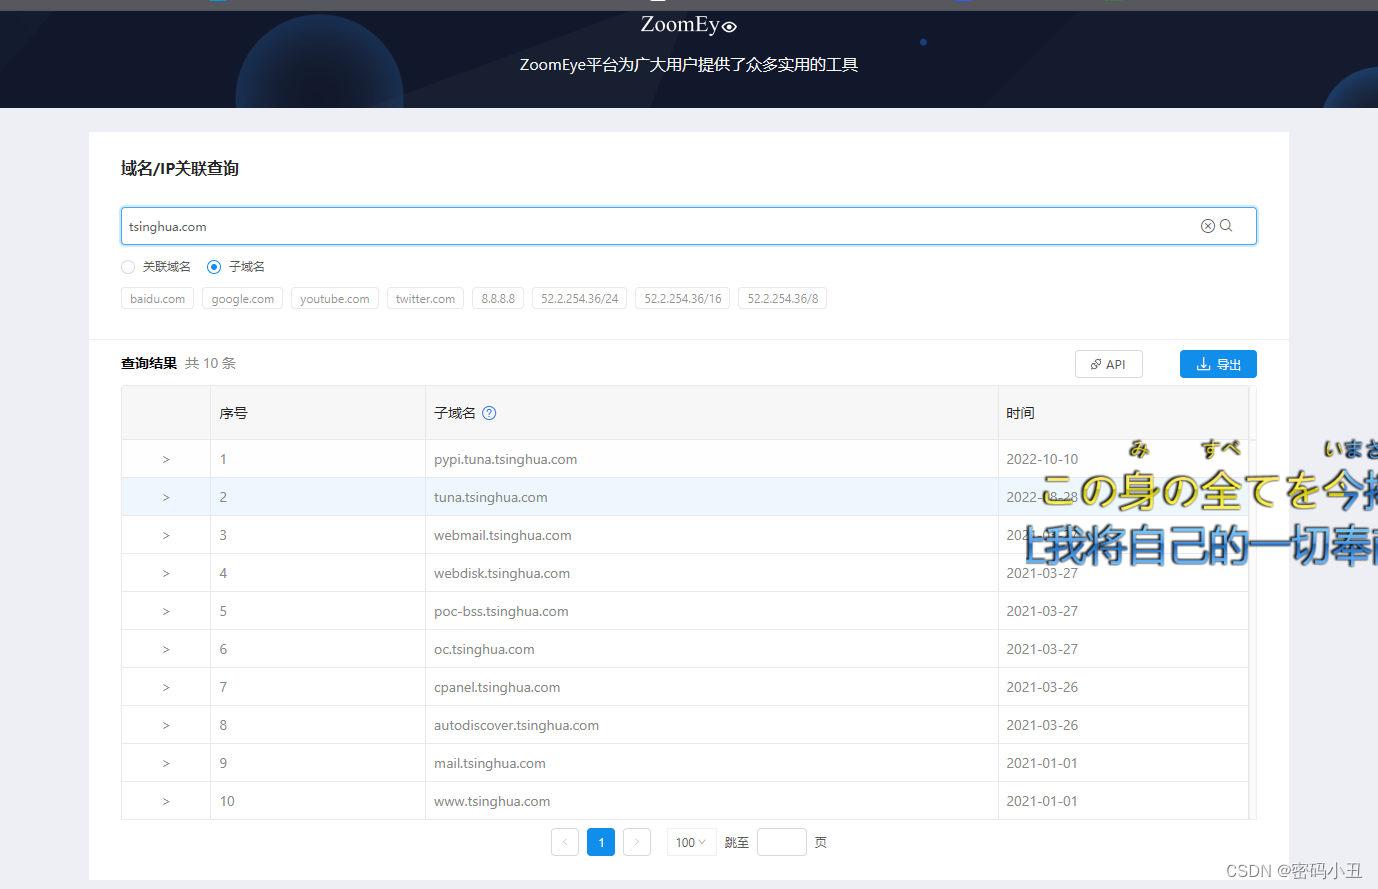 ZoomEy
ZoomEye平台为广大用户提供了众多实用的工具
域名/IP关联查询
tsinghua.com
关联域名 子域名
baidu.com google.com youtube.com twitter.com 8.8.8.8 52.2.254.36/24 52.2.254.36/16 52.2.254.36/8
查询结果 共 10 条 API 导出
序号 子域名 ? 时间
> 1 pypi.tuna.tsinghua.com 2022-10-10
> 2 tuna.tsinghua.com 2022-08-28
> 3 webmail.tsinghua.com
> 4 webdisk.tsinghua.com 2021-03-27
> 5 poc-bss.tsinghua.com 2021-03-27
> 6 oc.tsinghua.com 2021-03-27
> 7 cpanel.tsinghua.com 2021-03-26
> 8 autodiscover.tsinghua.com 2021-03-26
> 9 mail.tsinghua.com 2021-01-01
> 10 www.tsinghua.com 2021-01-01
み すべ いまさ
この身の全てを今
我将自己的一切奉
< 1 > 100 跳至 页
CSDN @密码小丑